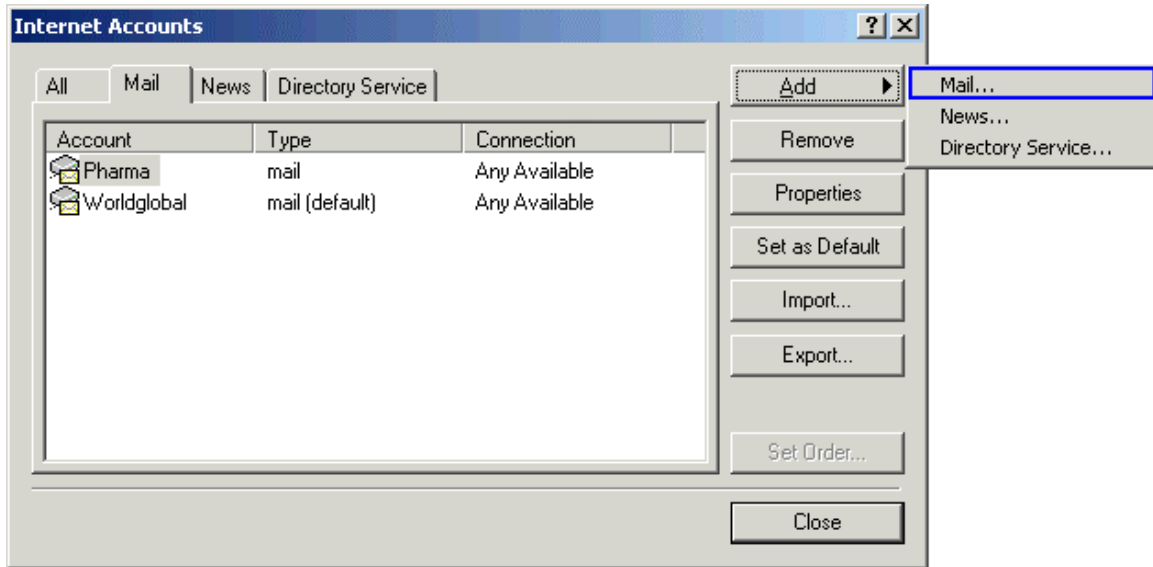 Internet Accounts
All Mail News Directory Service
Account Type Connection
Pharma mail Any Available
Worldglobal mail (default) Any Available
Add
Remove
Properties
Set as Default
Import...
Export...
Set Order...
Close
Mail...
News...
Directory Service...